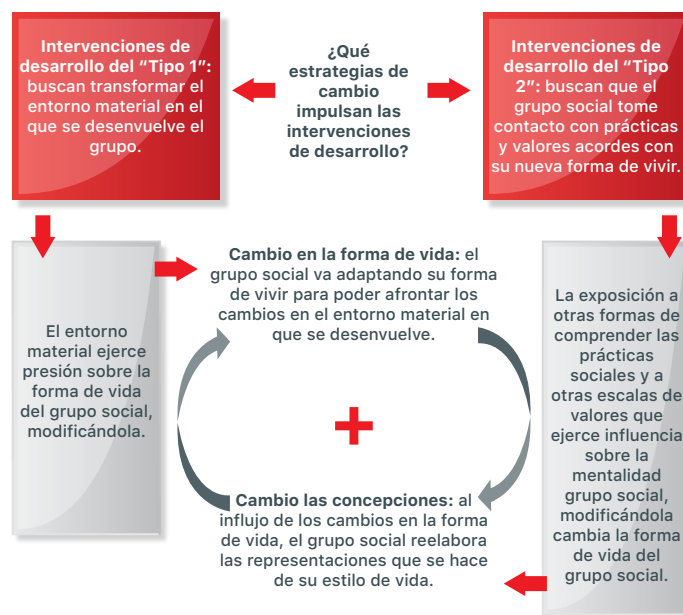 Intervenciones de
desarrollo del “Tipo 1”:
buscan transformar el
entorno material en el
que se desenvuelve el
grupo.
¿Qué
estrategias de
cambio
impulsan las
intervenciones
de desarrollo?
Intervenciones de
desarrollo del “Tipo
2”: buscan que el
grupo social tome
contacto con prácticas
y valores acordes con
su nueva forma de vivir.
El entorno
material ejerce
presión sobre la
forma de vida
del grupo social,
modificándola.
Cambio en la forma de vida: el
grupo social va adaptando su forma
de vivir para poder afrontar los
cambios en el entorno material en
que se desenvuelve.
Cambio las concepciones: al
influjo de los cambios en la forma
de vida, el grupo social reelabora
las representaciones que se hace
de su estilo de vida.
La exposición a
otras formas de
comprender las
prácticas
sociales y a
otras escalas de
valores que
ejerce influencia
sobre la
mentalidad
grupo social,
modificándola
cambia la forma
de vida del
grupo social.